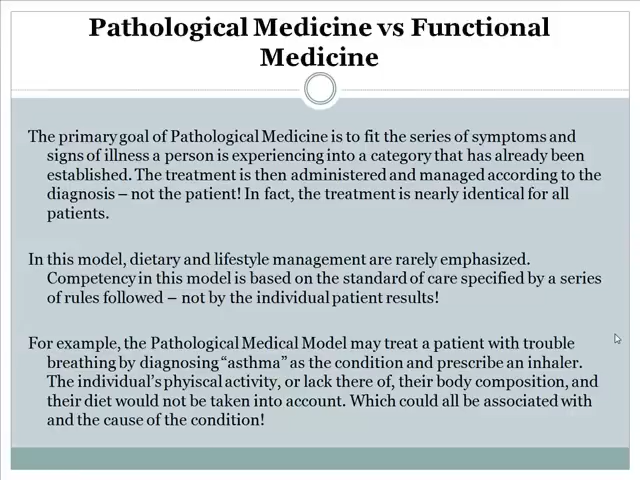 Pathological Medicine vs Functional
Medicine
The primary goal of Pathological Medicine is to fit the series of symptoms and
signs of illness a person is experiencing into a category that has already been
established. The treatment is then administered and managed according to the
diagnosis – not the patient! In fact, the treatment is nearly identical for all
patients.
In this model, dietary and lifestyle management are rarely emphasized.
Competency in this model is based on the standard of care specified by a series
of rules followed – not by the individual patient results!
For example, the Pathological Medical Model may treat a patient with trouble
breathing by diagnosing “asthma” as the condition and prescribe an inhaler.
The individual’s phyiscal activity, or lack there of, their body composition, and
their diet would not be taken into account. Which could all be associated with
and the cause of the condition!